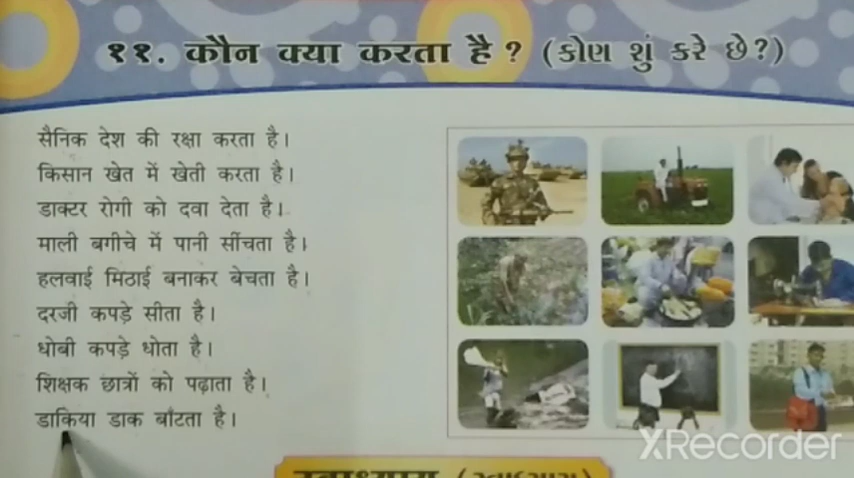 ११. कौन क्या करता है ? (કોણ શું કરે છે?)
सैनिक देश की रक्षा करता है।
किसान खेत में खेती करता है।
डाक्टर रोगी को दवा देता है।
माली बगीचे में पानी सींचता है।
हलवाई मिठाई बनाकर बेचता है।
दरजी कपड़े सीता है।
धोबी कपड़े धोता है।
शिक्षक छात्रों को पढ़ाता है।
डाकिया डाक बाँटता है।
स्वाध्याय (સ્વાધ્યાય)
XRecorder